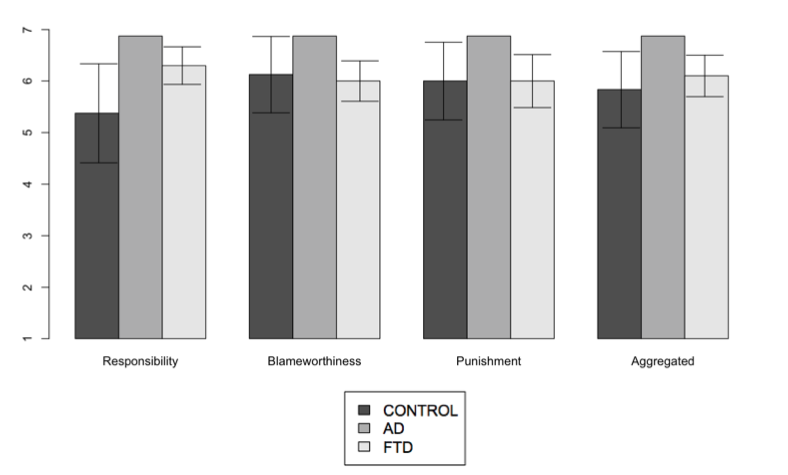 7
6
5
4
3
2
1
Responsibility Blameworthiness Punishment Aggregated
CONTROL
AD
FTD